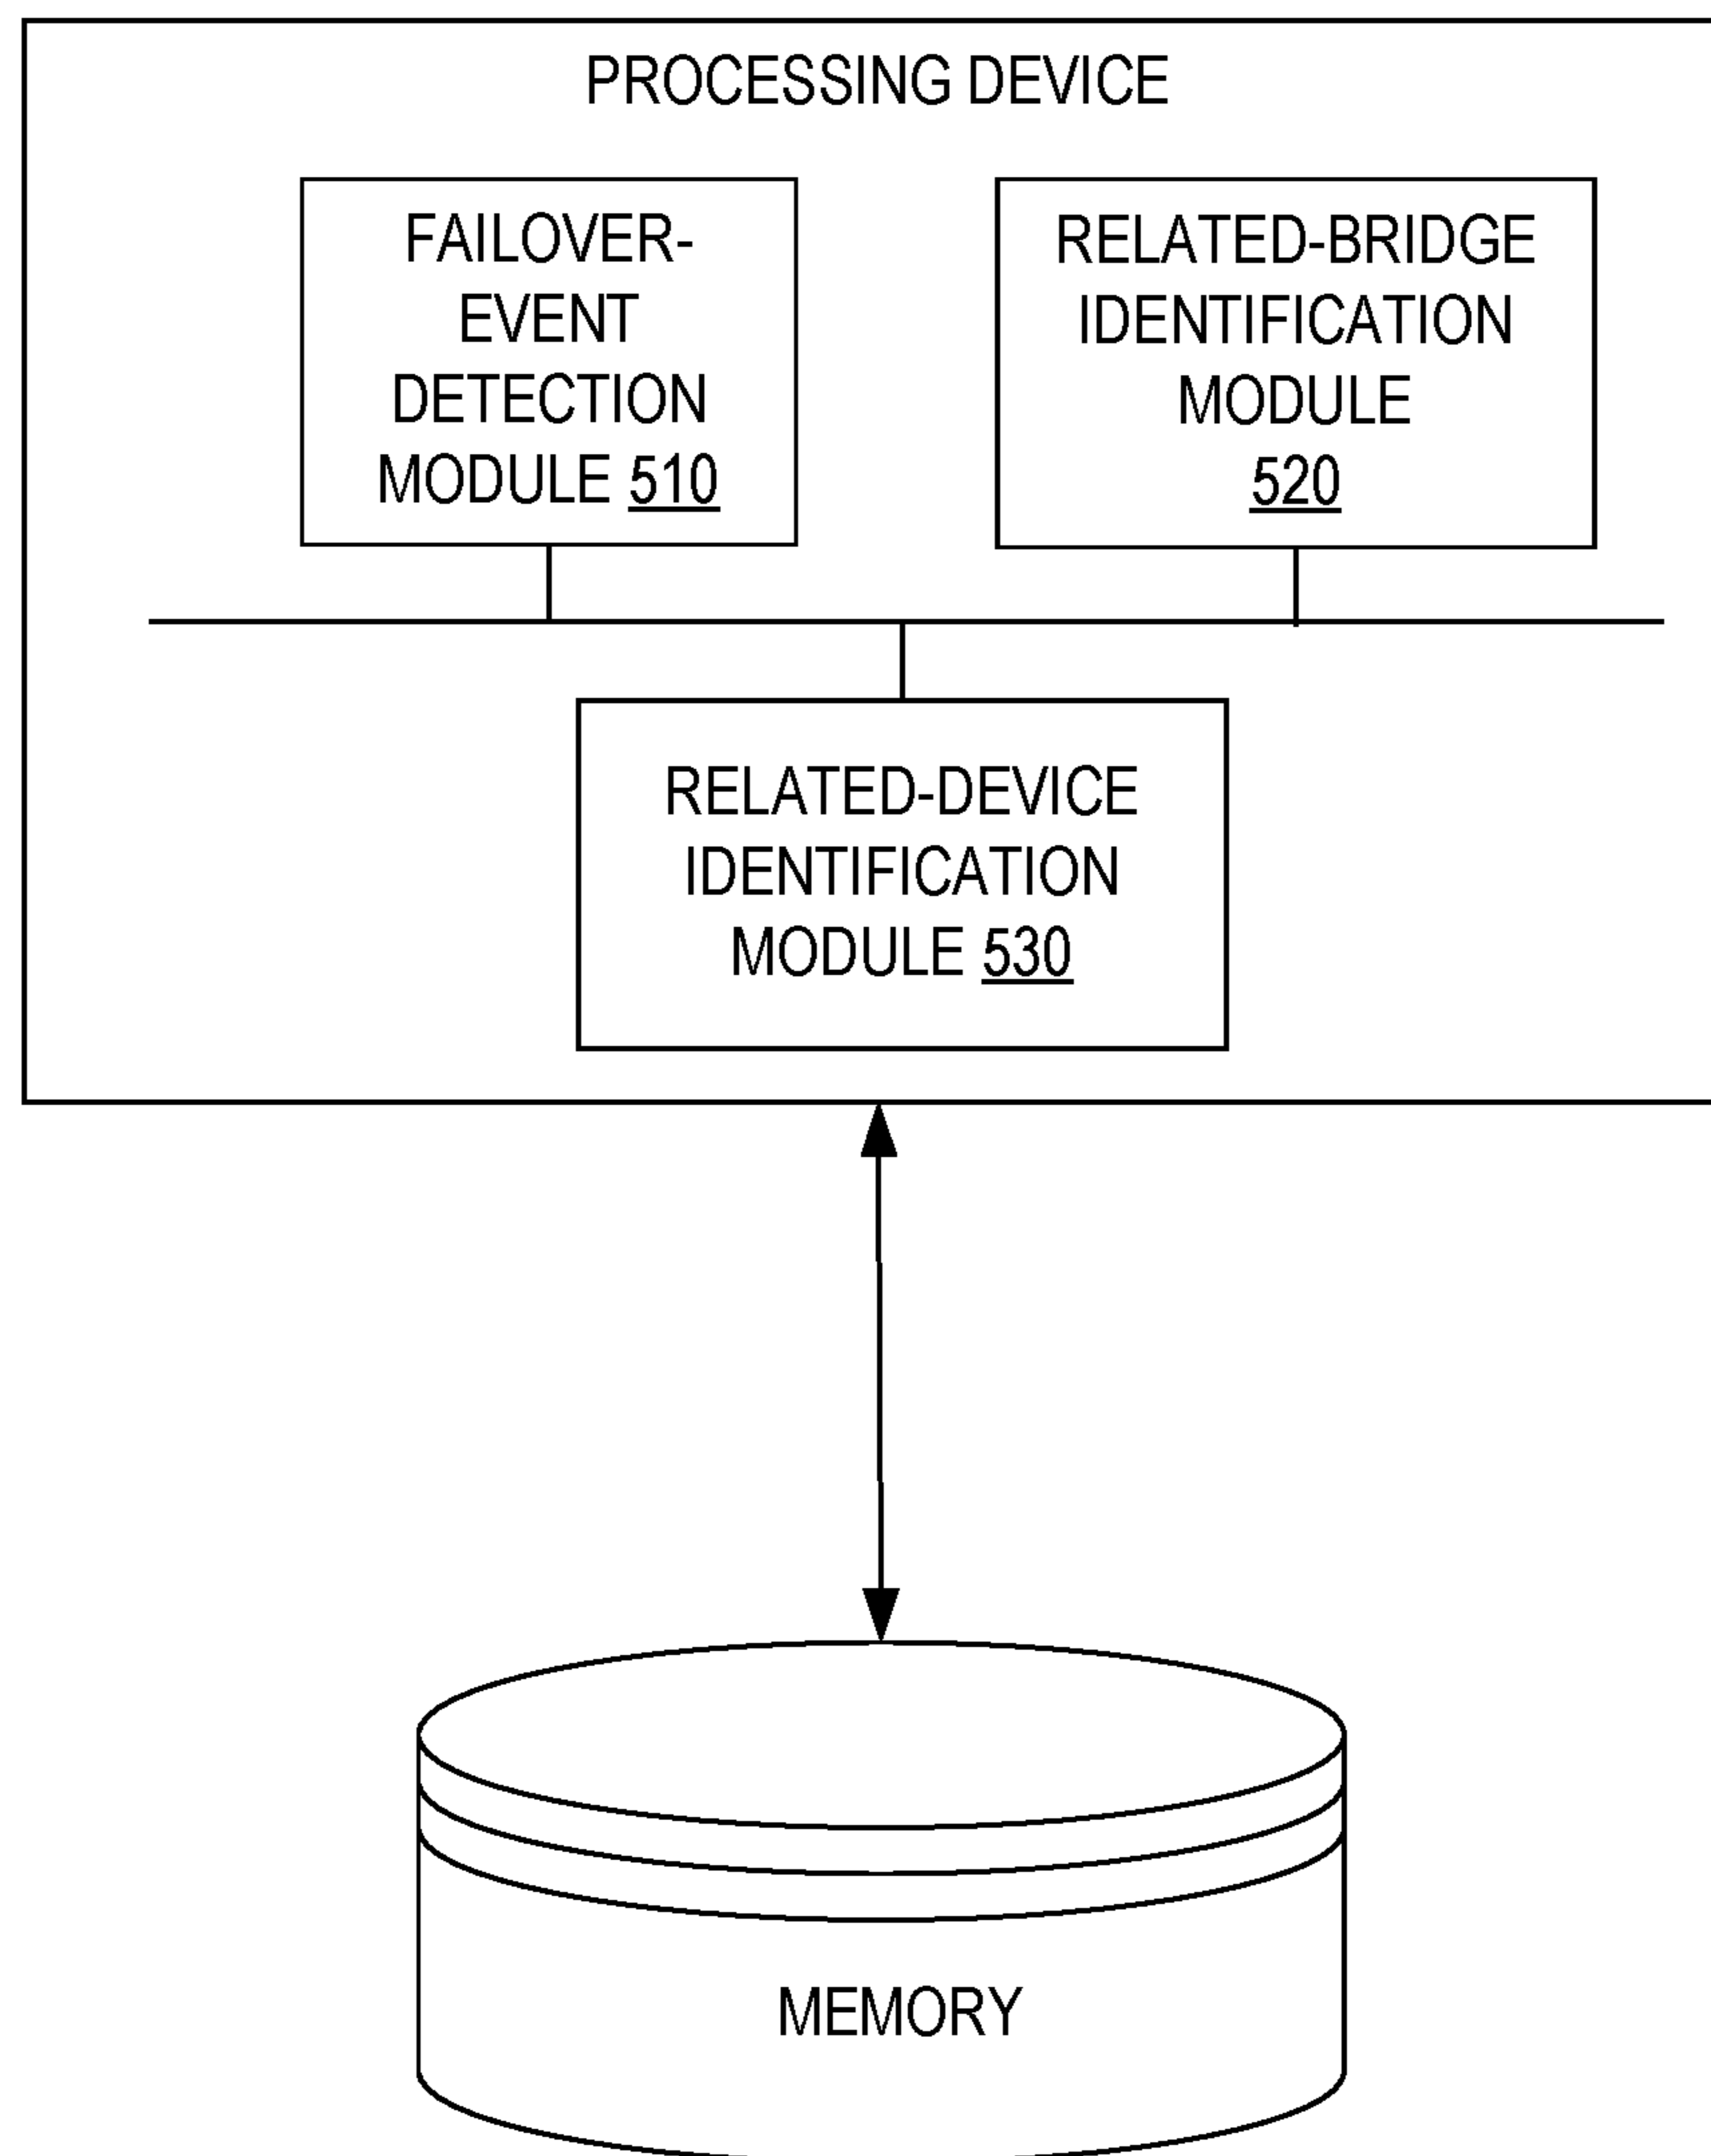 PROCESSING DEVICE
FAILOVER-
EVENT
DETECTION
MODULE 510
RELATED-BRIDGE
IDENTIFICATION
MODULE
520
RELATED-DEVICE
IDENTIFICATION
MODULE 530
MEMORY